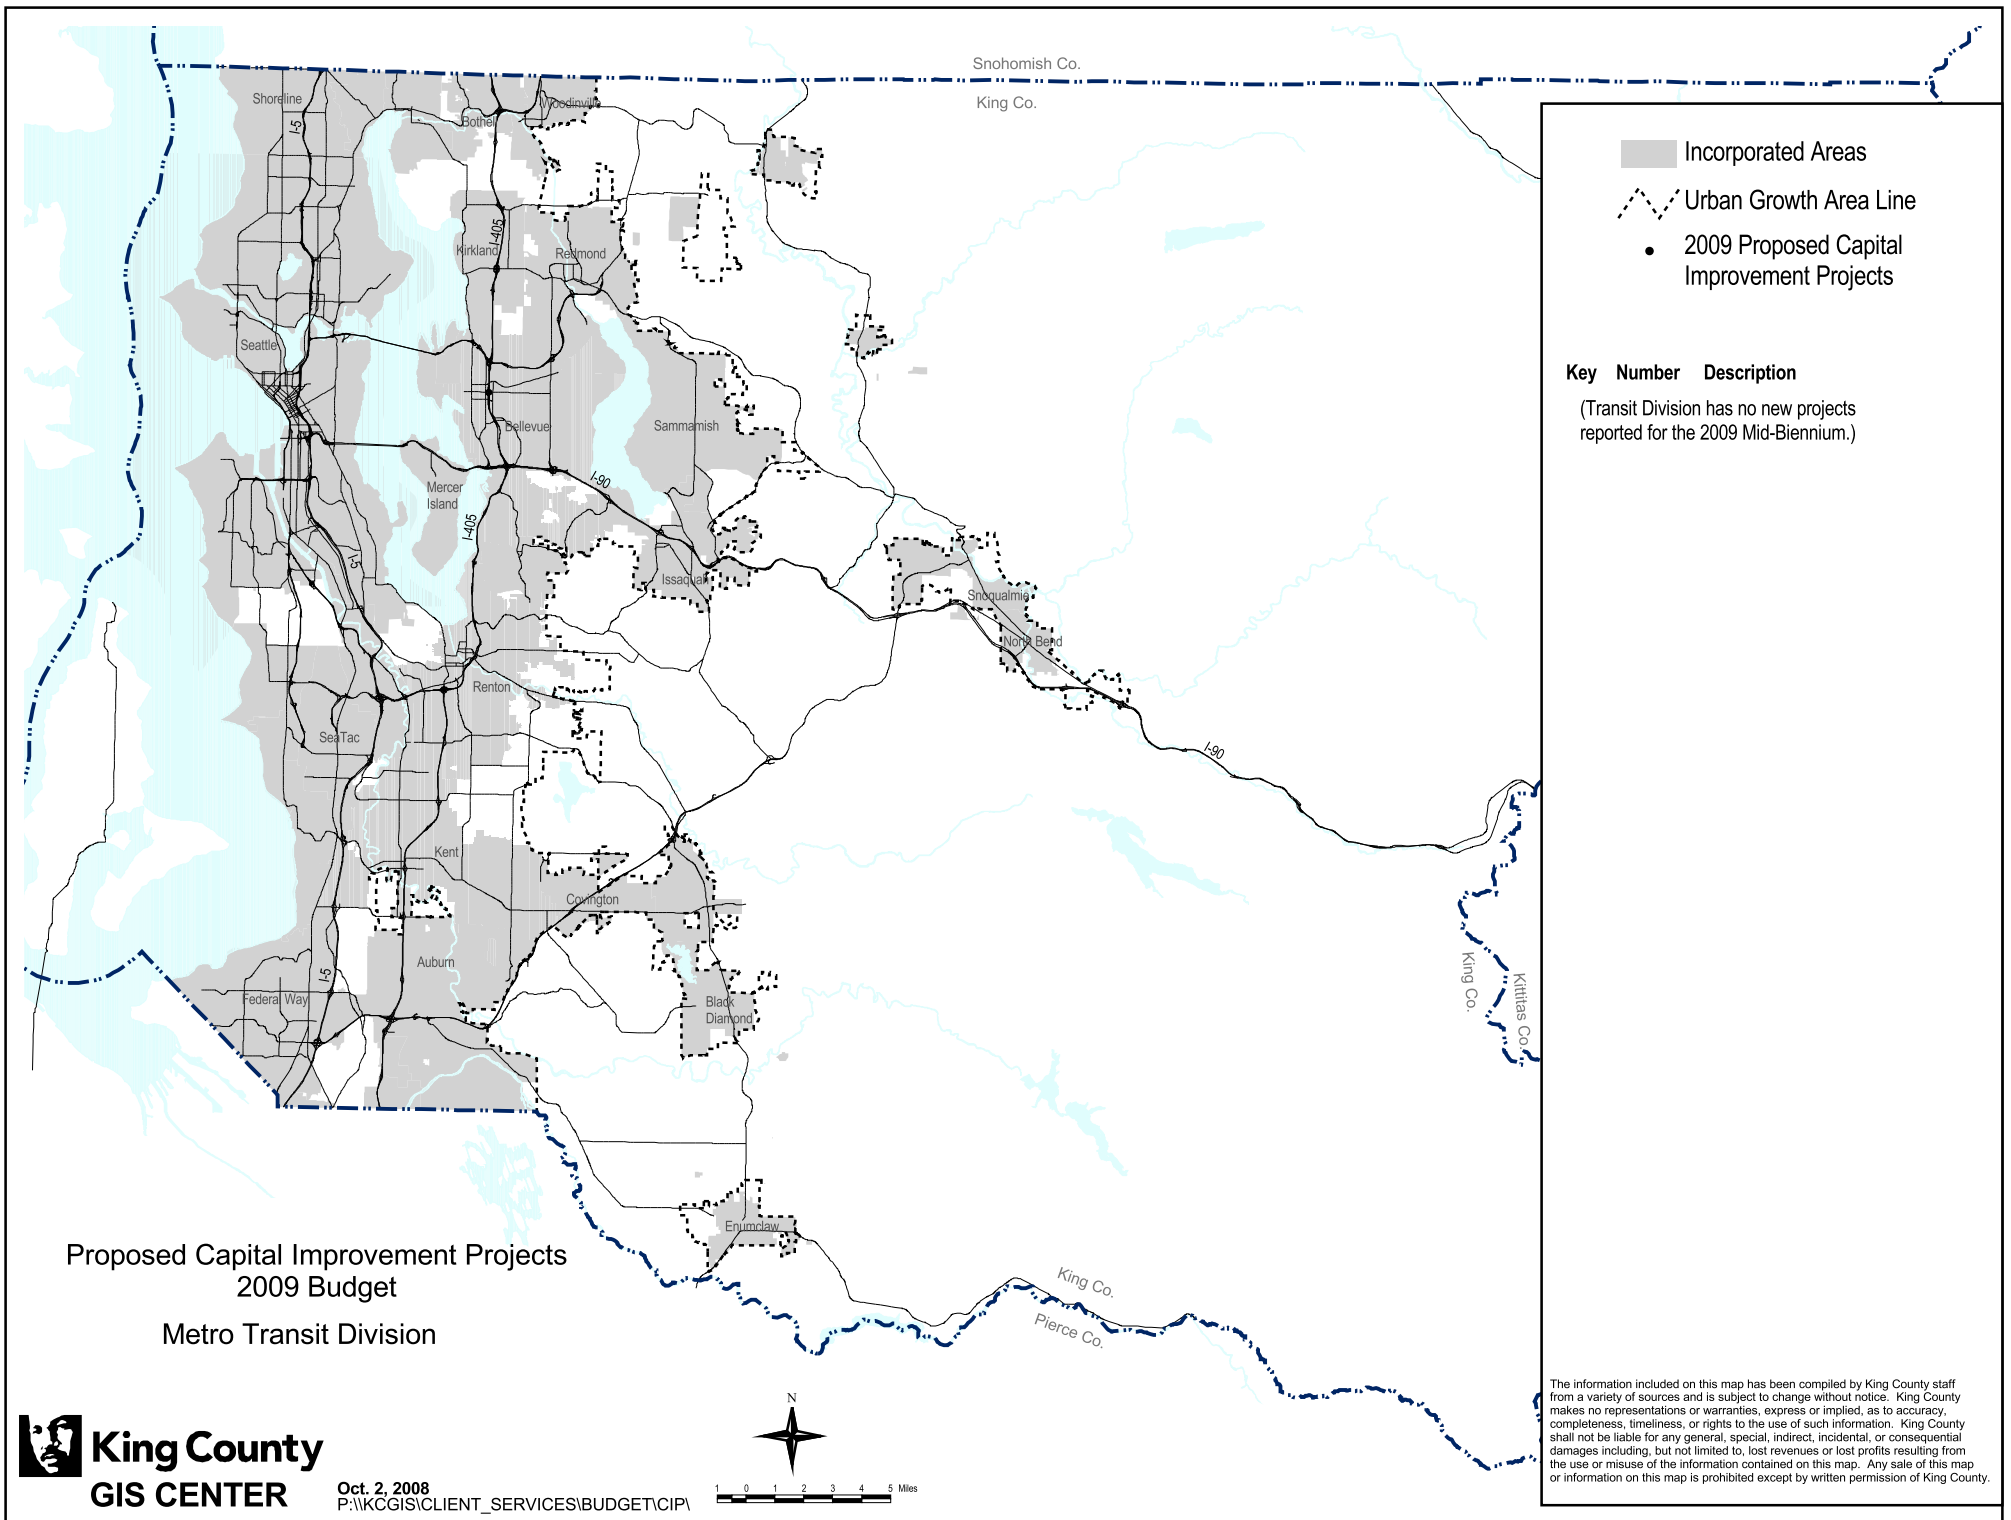 Snohomish Co.
King Co.
Shoreline
I-5
Bothel
Woodinville
Kirkland
I-405
Redmond
Seattle
Bellevue
Sammamish
Mercer
Island
I-90
I-405
I-5
Issaquah
Snoqualmie
North Bend
Renton
SeaTac
I-90
Kent
Covington
Auburn
I-5
Federal Way
Black
Diamond
King Co.
Kittitas Co.
Enumclaw
King Co.
Pierce Co.
Incorporated Areas
Urban Growth Area Line
2009 Proposed Capital
Improvement Projects
Key Number Description
(Transit Division has no new projects
reported for the 2009 Mid-Biennium.)
Proposed Capital Improvement Projects
2009 Budget
Metro Transit Division
King County
GIS CENTER
Oct. 2, 2008
P:\\KCGIS\CLIENT_SERVICES\BUDGET\CIP\
N
1 0 1 2 3 4 5 Miles
The information included on this map has been compiled by King County staff
from a variety of sources and is subject to change without notice. King County
makes no representations or warranties, express or implied, as to accuracy,
completeness, timeliness, or rights to the use of such information. King County
shall not be liable for any general, special, indirect, incidental, or consequential
damages including, but not limited to, lost revenues or lost profits resulting from
the use or misuse of the information contained on this map. Any sale of this map
or information on this map is prohibited except by written permission of King County.